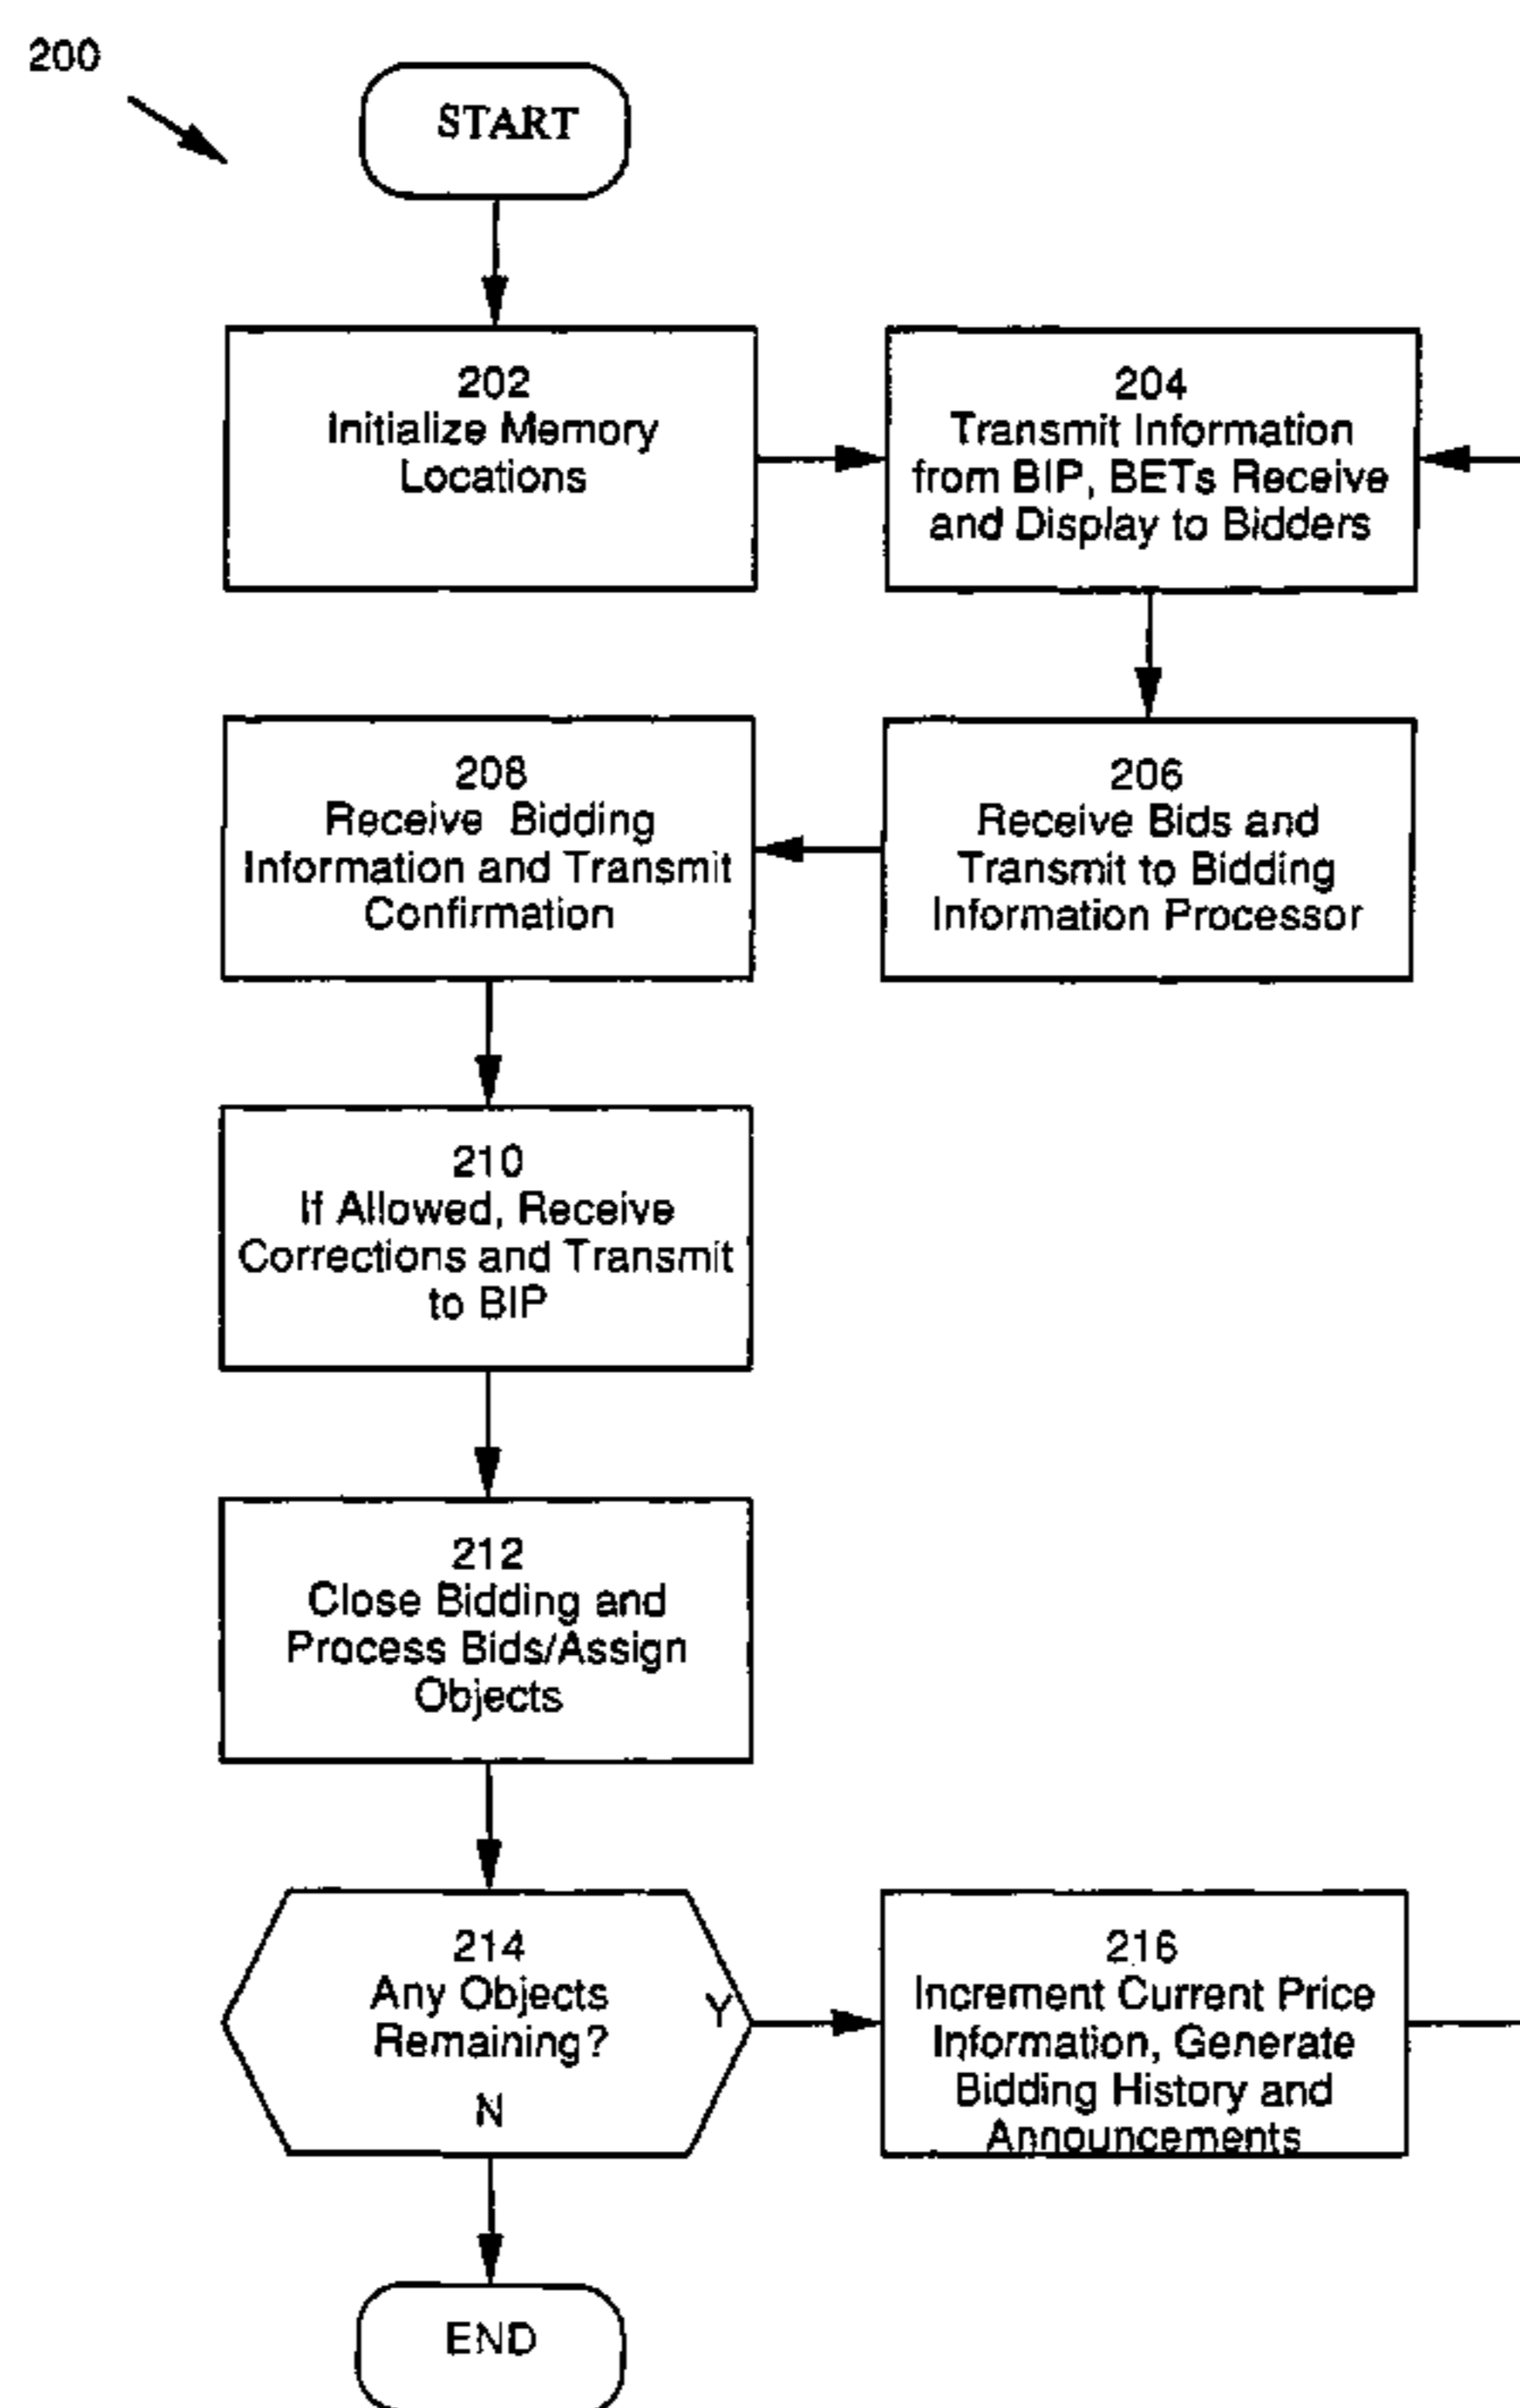 200
START
202
Initialize Memory
Locations
204
Transmit Information
from BIP, BETs Receive
and Display to Bidders
206
Receive Bids and
Transmit to Bidding
Information Processor
208
Receive Bidding
Information and Transmit
Confirmation
210
If Allowed, Receive
Corrections and Transmit
to BIP
212
Close Bidding and
Process Bids/Assign
Objects
214
Any Objects
Remaining?
Y
N
216
Increment Current Price
Information, Generate
Bidding History and
Announcements
END